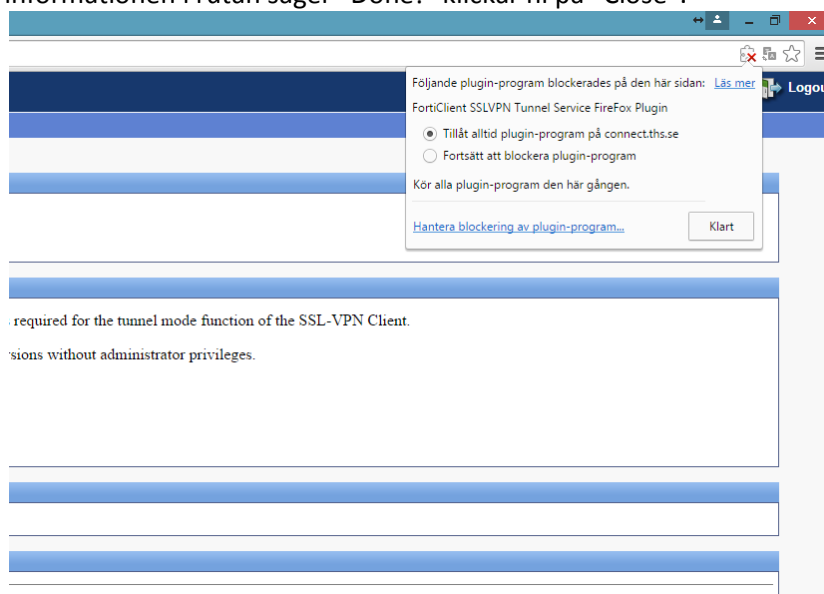 informationen i rutan säger "Done!" klickar ni på "Close".
Följande plugin-program blockerades på den här sidan: Läs mer
Logou
FortiClient SSLVPN Tunnel Service FireFox Plugin
Tillåt alltid plugin-program på connect.ths.se
Fortsätt att blockera plugin-program
Kör alla plugin-program den här gången.
Hantera blockering av plugin-program... Klart
required for the tunnel mode function of the SSL-VPN Client.
sions without administrator privileges.